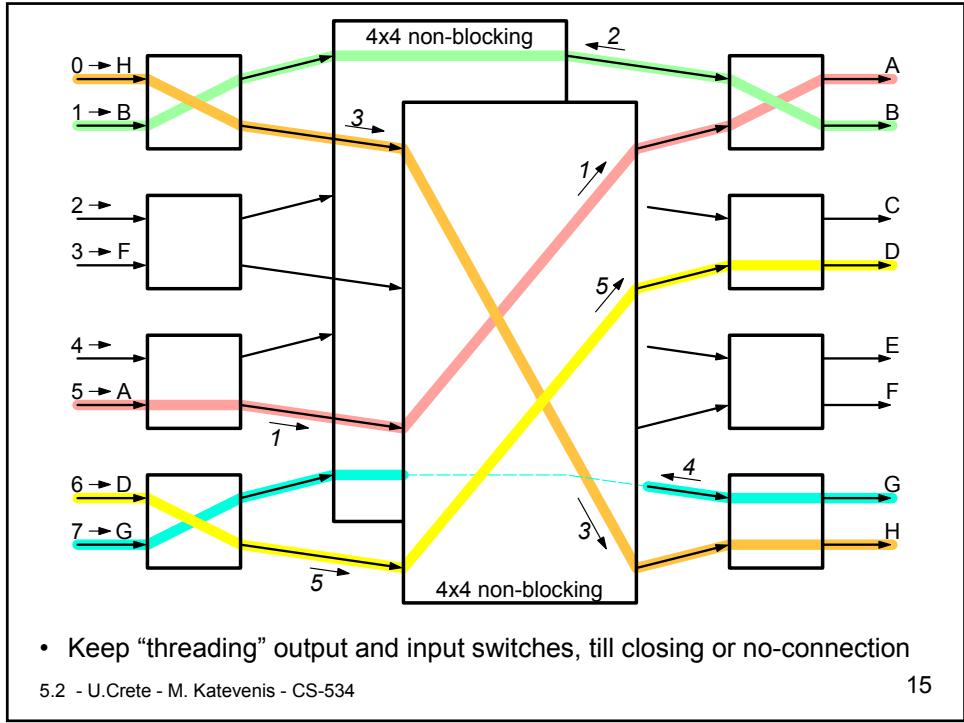 4x4 non-blocking
2
0 → H
A
1 → B
B
3
1
2 →
C
3 → F
D
5
4 →
E
5 → A
F
1
6 → D
4
G
7 → G
3
H
5
4x4 non-blocking
• Keep “threading” output and input switches, till closing or no-connection
5.2 - U.Crete - M. Katevenis - CS-534
15